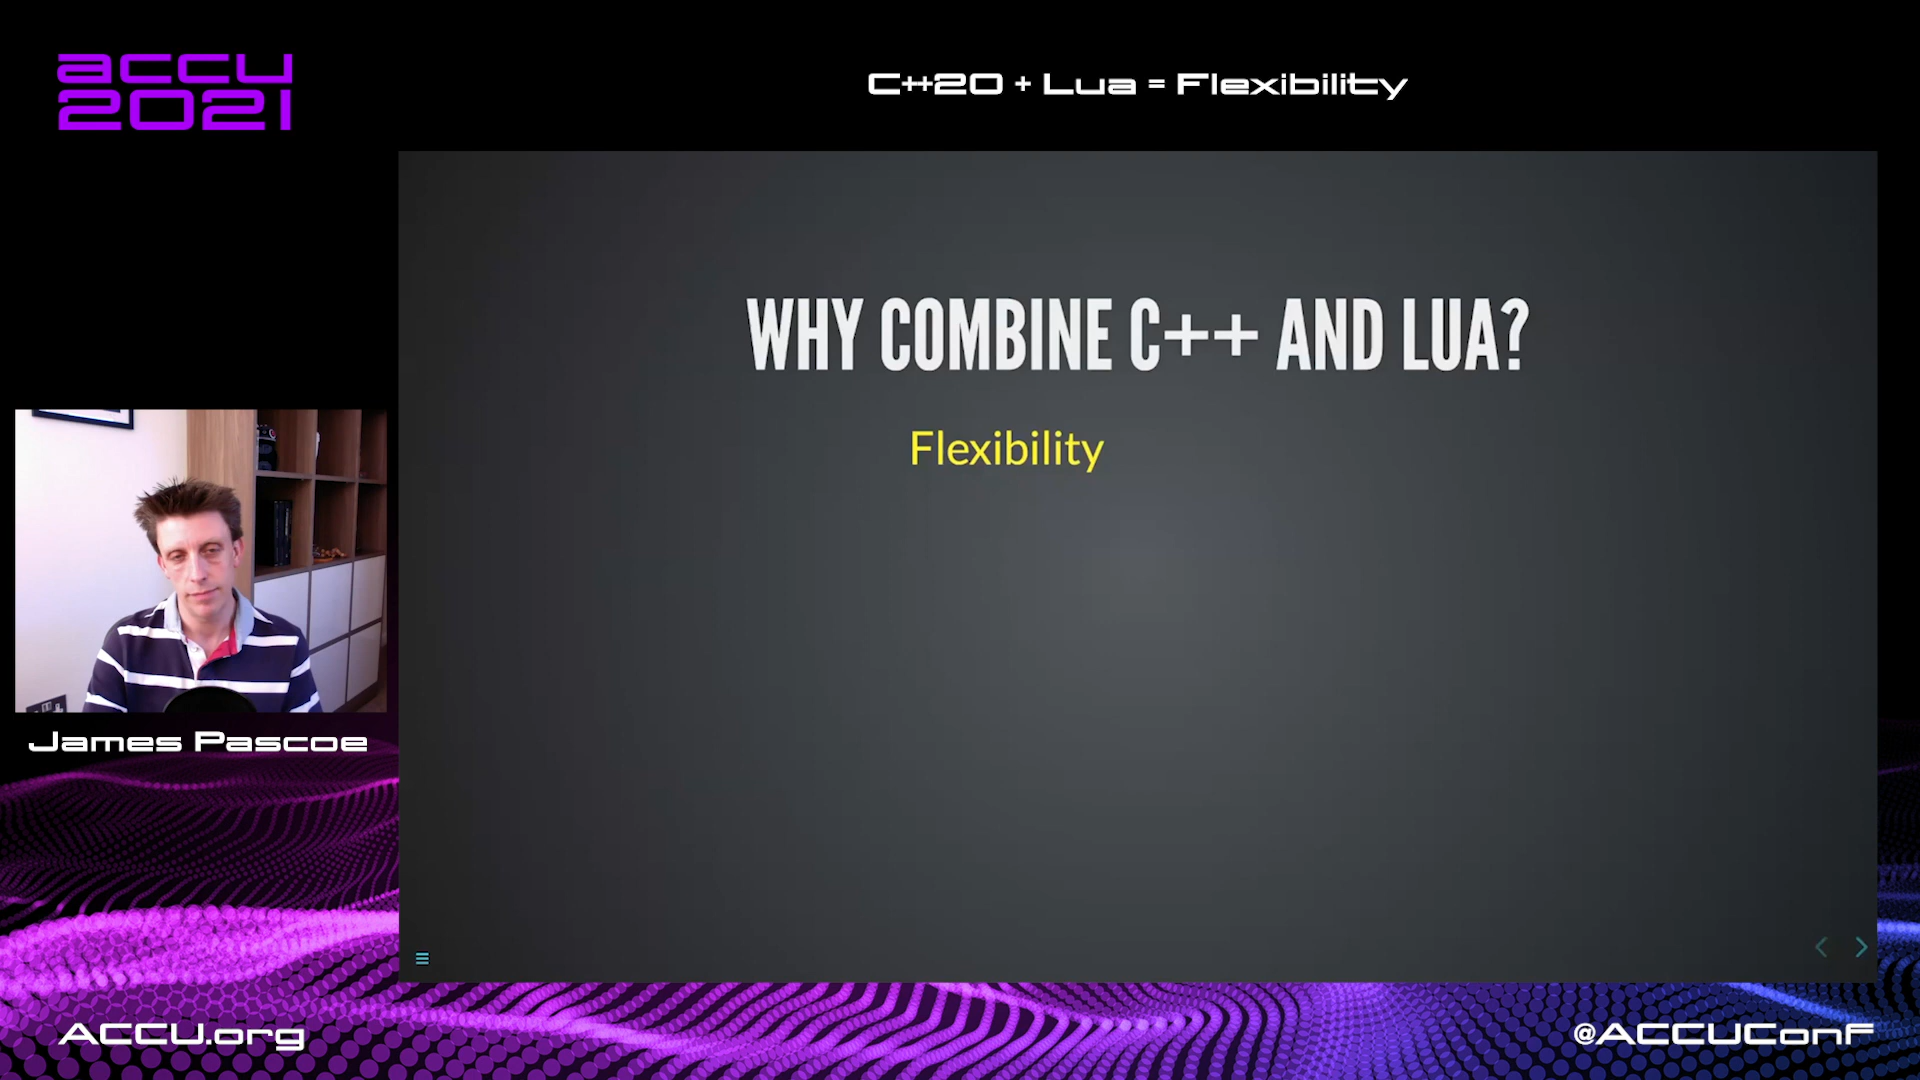 accu
2021
C++20 + Lua = Flexibility
WHY COMBINE C++ AND LUA?
Flexibility
James Pascoe
ACCU.org
@ACCUConf